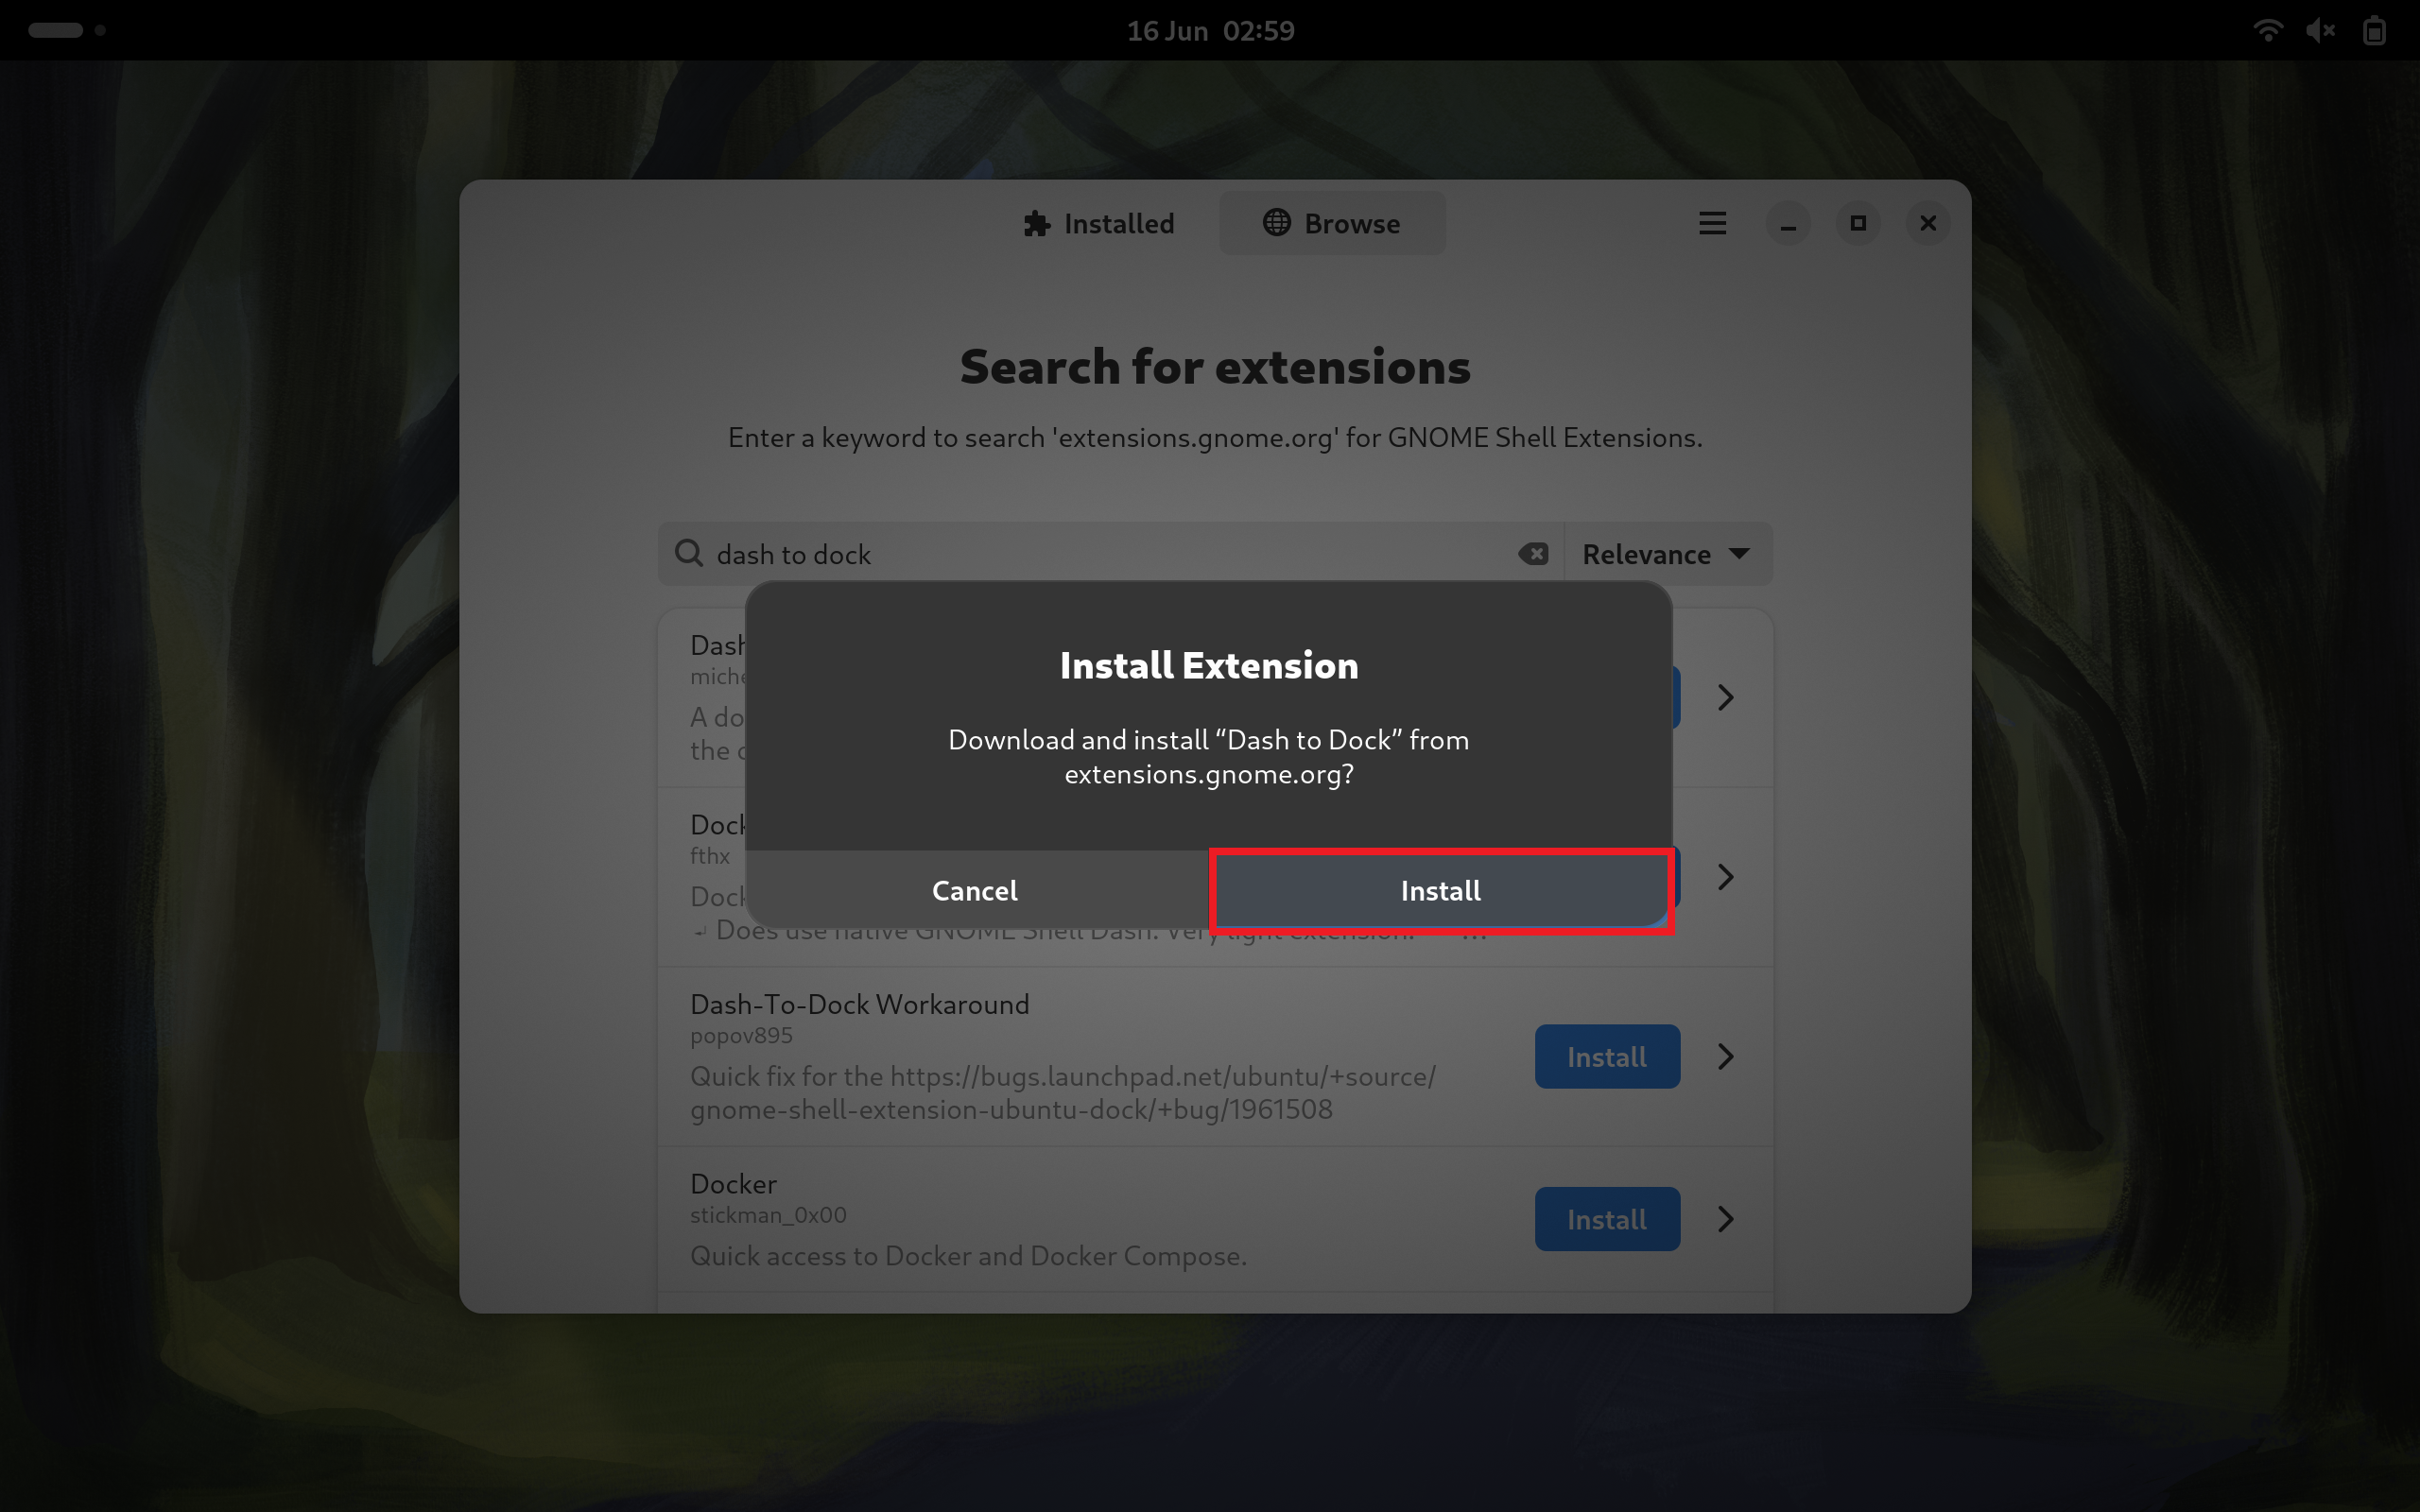 16 Jun 02:59
Installed
Browse
Search for extensions
Enter a keyword to search 'extensions.gnome.org' for GNOME Shell Extensions.
dash to dock
Relevance
Install Extension
Download and install “Dash to Dock” from
extensions.gnome.org?
Cancel
Install
Dash
A do
the
Dock
fthx
Dock
Does use native GNOME Shell Dash. Very light extension. ...
Dash-To-Dock Workaround
popov895
Quick fix for the https://bugs.launchpad.net/ubuntu/+source/
gnome-shell-extension-ubuntu-dock/+bug/1961508
Install
Docker
stickman_0x00
Quick access to Docker and Docker Compose.
Install